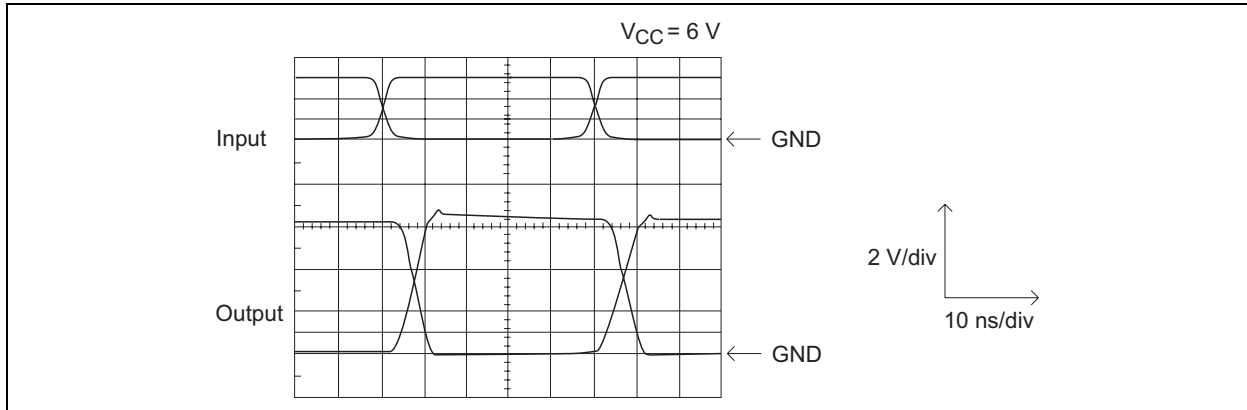 V_CC = 6 V
Input
GND
2 V/div
Output
10 ns/div
GND